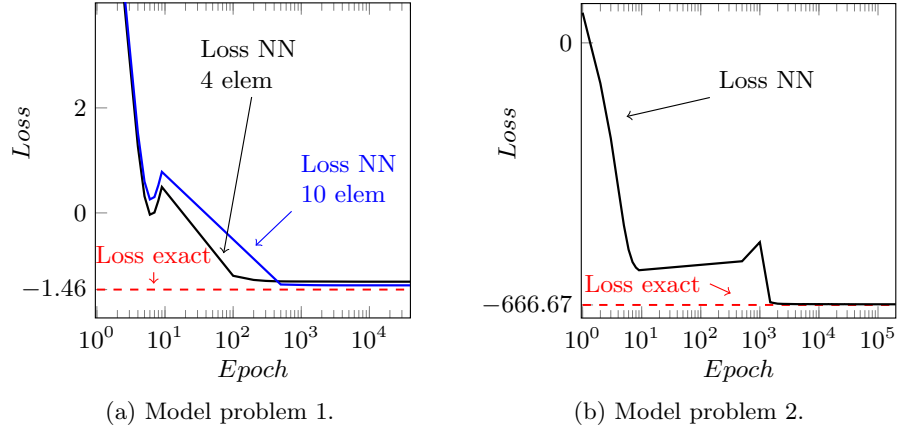 Loss
2
0
−1.46
Loss NN
4 elem
Loss NN
10 elem
Loss exact
10^0 10^1 10^2 10^3 10^4
Epoch
(a) Model problem 1.
Loss
0
−666.67
Loss NN
Loss exact
10^0 10^1 10^2 10^3 10^4 10^5
Epoch
(b) Model problem 2.